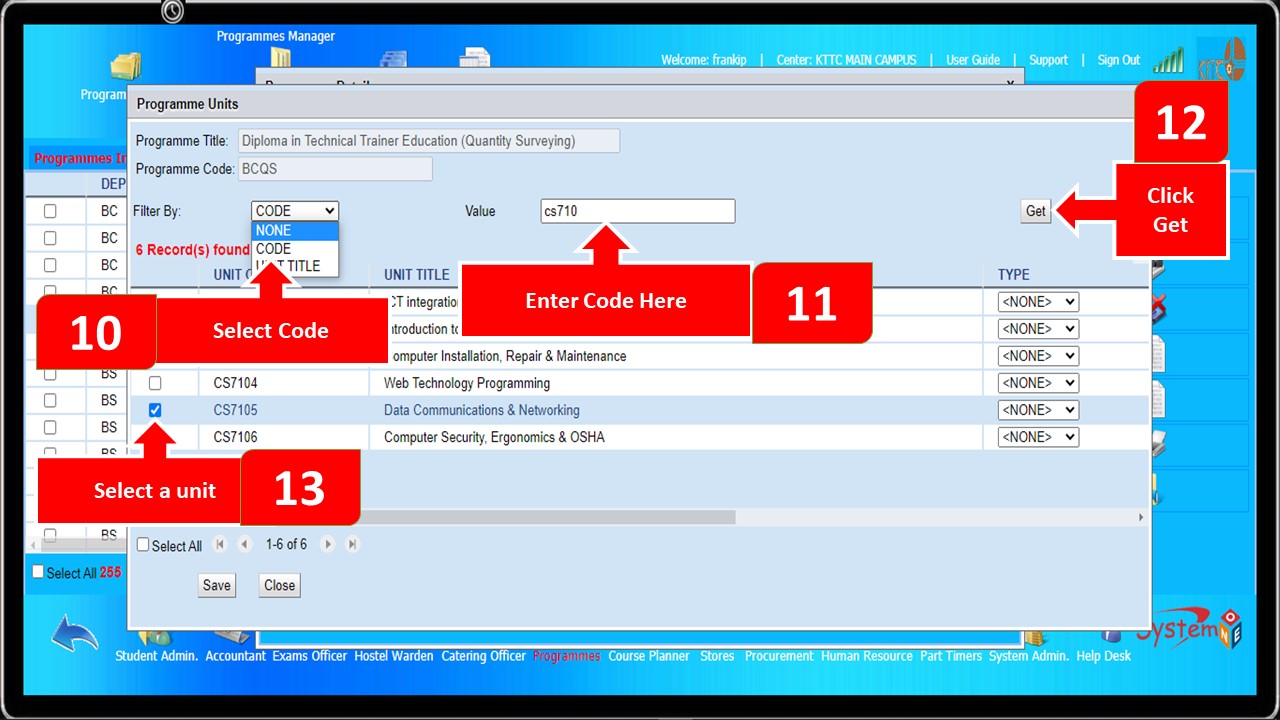 Programmes Manager
Welcome: frankip | Center: KTTC MAIN CAMPUS | User Guide | Support | Sign Out
Programme Units
12
Programme Title: Diploma in Technical Trainer Education (Quantity Surveying)
Programmes
DEP
Programme Code: BCQS
Click
Get
BC
Filter By: CODE Value cs710 Get
NONE
BC
CODE
6 Record(s) found
BC
UNIT TITLE
UNIT UNIT TITLE TYPE
BC
Enter Code Here
11
<NONE>
10
Select Code
<NONE>
Computer Installation, Repair & Maintenance <NONE>
BS
CS7104 Web Technology Programming <NONE>
BS
CS7105 Data Communications & Networking <NONE>
BS
CS7106 Computer Security, Ergonomics & OSHA <NONE>
BS
Select a unit
13
BS
Select All 1-6 of 6
Select All 255
Save Close
System NE
Student Admin. Accountant Exams Officer Hostel Warden Catering Officer Programmes Course Planner Stores Procurement Human Resource Part Timers System Admin. Help Desk